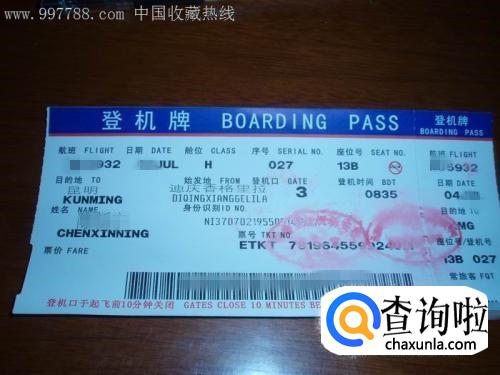 www.997788.com 中国收藏热线
登机牌 BOARDING PASS
登机牌
BOARDING PASS
航班 FLIGHT 日期 DATE 舱位 CLASS 序号 SERIAL NO. 座位号 SEAT NO.
932 JUL H 027 13B
航班 FLIGHT
5932
目的地 TO 始发地 FROM 登机口 GATE 登机时间 BDT
昆明 迪庆香格里拉 3 0835
KUNMING DIQINGXIANGGELILA
日期 DATE
04
目的地 TO
KMG
姓名 NAME 身份识别 ID NO.
CHENXINNING
票号 TKT NO.
票价 FARE ETKT
座位号
13B 027
常旅客 FQT
登机口于起飞前10分钟关闭 GATES CLOSE 10 MINUTES BE
查询啦
chaxunla.com